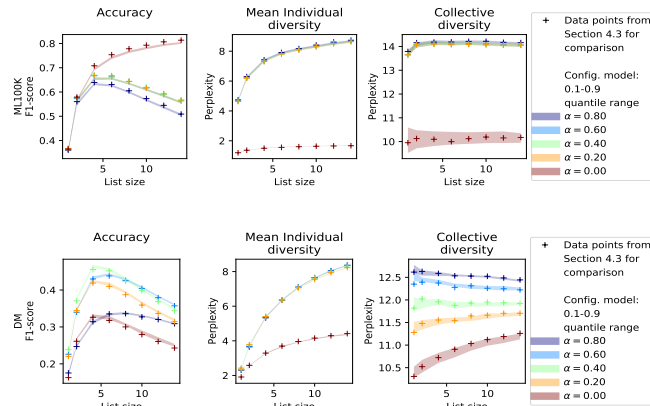 Accuracy
Mean Individual
diversity
Collective
diversity
ML100K
F1-score
0.8
0.7
0.6
0.5
0.4
5
10
List size
Perplexity
8
6
4
2
5
10
List size
Perplexity
14
13
12
11
10
5
10
List size
Data points from
Section 4.3 for
comparison
Config. model:
0.1-0.9
quantile range
α = 0.80
α = 0.60
α = 0.40
α = 0.20
α = 0.00
Accuracy
Mean Individual
diversity
Collective
diversity
DM
F1-score
0.4
0.3
0.2
5
10
List size
Perplexity
8
6
4
2
5
10
List size
Perplexity
12.5
12.0
11.5
11.0
10.5
5
10
List size
Data points from
Section 4.3 for
comparison
Config. model:
0.1-0.9
quantile range
α = 0.80
α = 0.60
α = 0.40
α = 0.20
α = 0.00